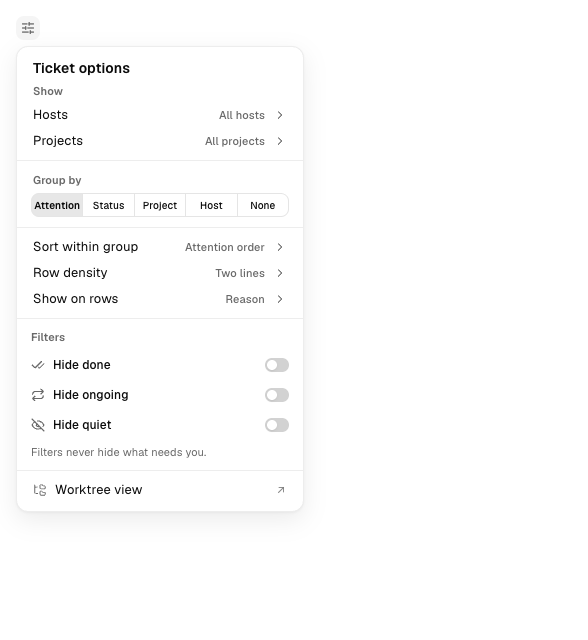 Ticket options
Show
Hosts All hosts
Projects All projects
Group by
Attention Status Project Host None
Sort within group Attention order
Row density Two lines
Show on rows Reason
Filters
Hide done
Hide ongoing
Hide quiet
Filters never hide what needs you.
Worktree view